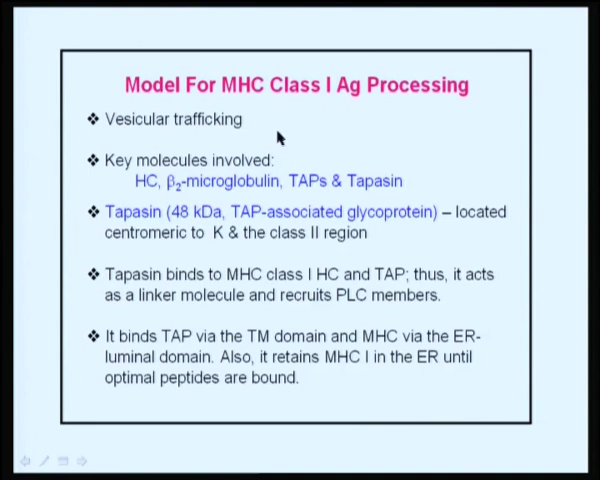 Model For MHC Class I Ag Processing
❖ Vesicular trafficking
❖ Key molecules involved:
HC, β₂-microglobulin, TAPs & Tapasin
❖ Tapasin (48 kDa, TAP-associated glycoprotein) – located
centromeric to K & the class II region
❖ Tapasin binds to MHC class I HC and TAP; thus, it acts
as a linker molecule and recruits PLC members.
❖ It binds TAP via the TM domain and MHC via the ER-
luminal domain. Also, it retains MHC I in the ER until
optimal peptides are bound.